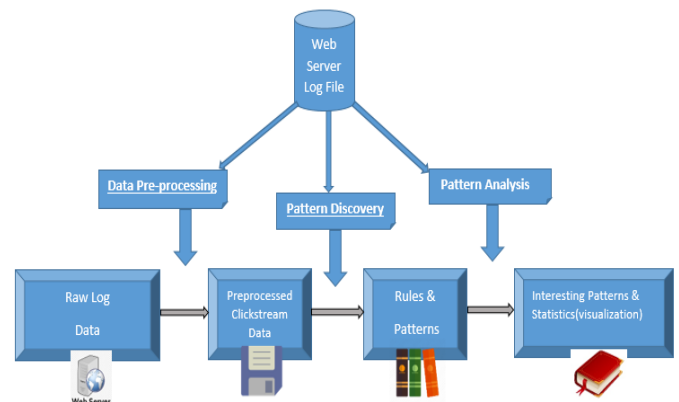 Web
Server
Log File
Data Pre-processing
Pattern Discovery
Pattern Analysis
Raw Log
Data
Preprocessed
Clickstream
Data
Rules &
Patterns
Interesting Patterns &
Statistics(visualization)
Web Server